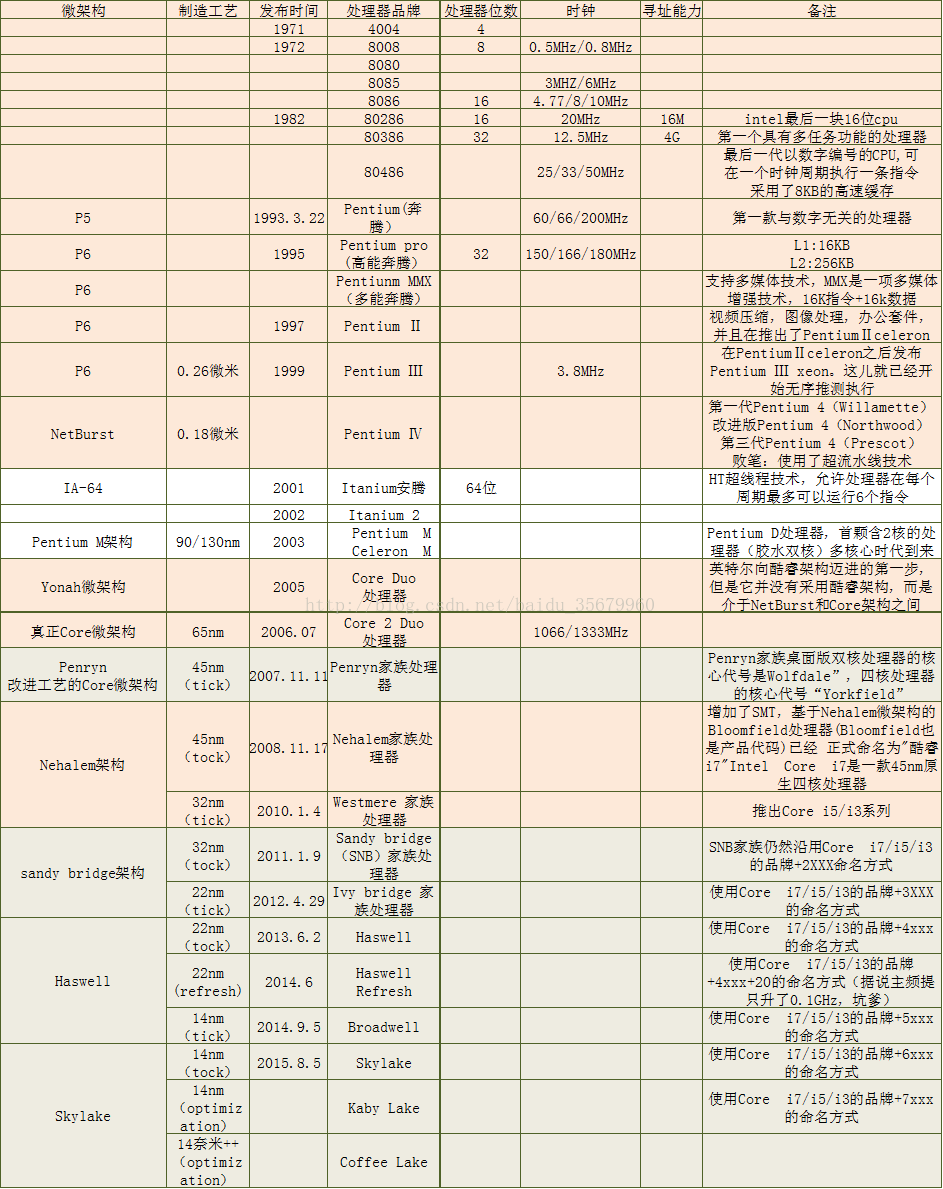 微架构 制造工艺 发布时间 处理器品牌 处理器位数 时钟 寻址能力 备注
1971 4004 4
1972 8008 8 0.5MHz/0.8MHz
8080
8085 3MHZ/6MHz
8086 16 4.77/8/10MHz
1982 80286 16 20MHz 16M intel最后一块16位cpu
80386 32 12.5MHz 4G 第一个具有多任务功能的处理器
80486 25/33/50MHz 最后一代以数字编号的CPU,可
在一个时钟周期执行一条指令
采用了8KB的高速缓存
P5 1993.3.22 Pentium(奔
腾) 60/66/200MHz 第一款与数字无关的处理器
P6 1995 Pentium pro
(高能奔腾) 32 150/166/180MHz L1:16KB
L2:256KB
P6 Pentiunm MMX
(多能奔腾) 支持多媒体技术，MMX是一项多媒体
增强技术，16K指令+16k数据
P6 1997 Pentium Ⅱ 视频压缩，图像处理，办公套件，
并且在推出了PentiumⅡceleron
P6 0.26微米 1999 Pentium Ⅲ 3.8MHz 在PentiumⅡceleron之后发布
Pentium Ⅲ xeon。这儿就已经开
始无序推测执行
NetBurst 0.18微米 Pentium Ⅳ 第一代Pentium 4（Willamette）
改进版Pentium 4（Northwood）
第三代Pentium 4（Prescot）
败笔：使用了超流水线技术
IA-64 2001 Itanium安腾 64位 HT超线程技术，允许处理器在每个
周期最多可以运行6个指令
2002 Itanium 2
Pentium M架构 90/130nm 2003 Pentium M
Celeron M Pentium D处理器，首颗含2核的处
理器（胶水双核）多核心时代到来
Yonah微架构 2005 Core Duo
处理器 英特尔向酷睿架构迈进的第一步，
但是它并没有采用酷睿架构，而是
介于NetBurst和Core架构之间
http://blog.csdn.net/baidu_35679960
真正Core微架构 65nm 2006.07 Core 2 Duo
处理器 1066/1333MHz
Penryn
改进工艺的Core微架构 45nm
（tick） 2007.11.11 Penryn家族处理
器 Penryn家族桌面版双核处理器的核
心代号是Wolfdale”，四核处理器
的核心代号“Yorkfield”
Nehalem架构 45nm
（tock） 2008.11.17 Nehalem家族处
理器 增加了SMT，基于Nehalem微架构的
Bloomfield处理器(Bloomfield也
是产品代码)已经 正式命名为"酷睿
i7"Intel Core i7是一款45nm原
生四核处理器
32nm
（tick） 2010.1.4 Westmere 家族
处理器 推出Core i5/i3系列
sandy bridge架构 32nm
（tock） 2011.1.9 Sandy bridge
（SNB）家族处
理器 SNB家族仍然沿用Core i7/i5/i3
的品牌+2XXX命名方式
22nm
（tick） 2012.4.29 Ivy bridge 家
族处理器 使用Core i7/i5/i3的品牌+3XXX
的命名方式
Haswell 22nm
（tock） 2013.6.2 Haswell 使用Core i7/i5/i3的品牌+4xxx
的命名方式
22nm
(refresh) 2014.6 Haswell
Refresh 使用Core i7/i5/i3的品牌
+4xxx+20的命名方式（据说主频提
只升了0.1GHz，坑爹）
14nm
（tick） 2014.9.5 Broadwell 使用Core i7/i5/i3的品牌+5xxx
的命名方式
Skylake 14nm
（tock） 2015.8.5 Skylake 使用Core i7/i5/i3的品牌+6xxx
的命名方式
14nm
（optimiz
ation） Kaby Lake 使用Core i7/i5/i3的品牌+7xxx
的命名方式
14奈米++
（optimiz
ation） Coffee Lake